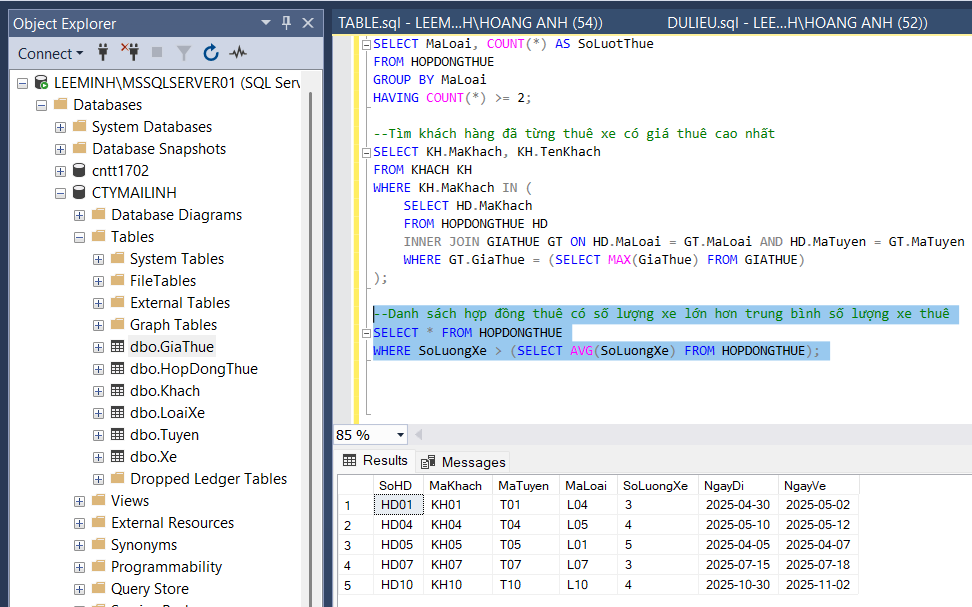 Object Explorer
Connect
LEEMINH\MSSQLSERVER01 (SQL Serv
Databases
System Databases
Database Snapshots
cntt1702
CTYMAILINH
Database Diagrams
Tables
System Tables
FileTables
External Tables
Graph Tables
dbo.GiaThue
dbo.HopDongThue
dbo.Khach
dbo.LoaiXe
dbo.Tuyen
dbo.Xe
Dropped Ledger Tables
Views
External Resources
Synonyms
Programmability
Query Store
TABLE.sql - LEEM...H\HOANG ANH (54))
DULIEU.sql - LEE...H\HOANG ANH (52))
SELECT MaLoai, COUNT(*) AS SoLuotThue
FROM HOPDONGTHUE
GROUP BY MaLoai
HAVING COUNT(*) >= 2;
--Tìm khách hàng đã từng thuê xe có giá thuê cao nhất
SELECT KH.MaKhach, KH.TenKhach
FROM KHACH KH
WHERE KH.MaKhach IN (
SELECT HD.MaKhach
FROM HOPDONGTHUE HD
INNER JOIN GIATHUE GT ON HD.MaLoai = GT.MaLoai AND HD.MaTuyen = GT.MaTuyen
WHERE GT.GiaThue = (SELECT MAX(GiaThue) FROM GIATHUE)
);
--Danh sách hợp đồng thuê có số lượng xe lớn hơn trung bình số lượng xe thuê
SELECT * FROM HOPDONGTHUE
WHERE SoLuongXe > (SELECT AVG(SoLuongXe) FROM HOPDONGTHUE);
85 %
Results Messages
SoHD MaKhach MaTuyen MaLoai SoLuongXe NgayDi NgayVe
1 HD01 KH01 T01 L04 3 2025-04-30 2025-05-02
2 HD04 KH04 T04 L05 4 2025-05-10 2025-05-12
3 HD05 KH05 T05 L01 5 2025-04-05 2025-04-07
4 HD07 KH07 T07 L07 3 2025-07-15 2025-07-18
5 HD10 KH10 T10 L10 4 2025-10-30 2025-11-02